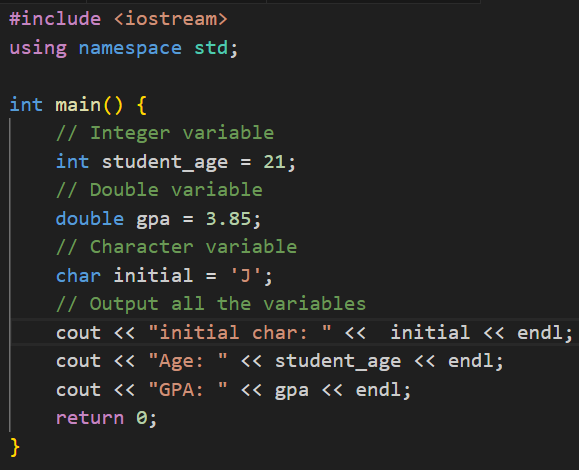 #include <iostream>
using namespace std;

int main() {
    // Integer variable
    int student_age = 21;
    // Double variable
    double gpa = 3.85;
    // Character variable
    char initial = 'J';
    // Output all the variables
    cout << "initial char: " <<  initial << endl;
    cout << "Age: " << student_age << endl;
    cout << "GPA: " << gpa << endl;
    return 0;
}